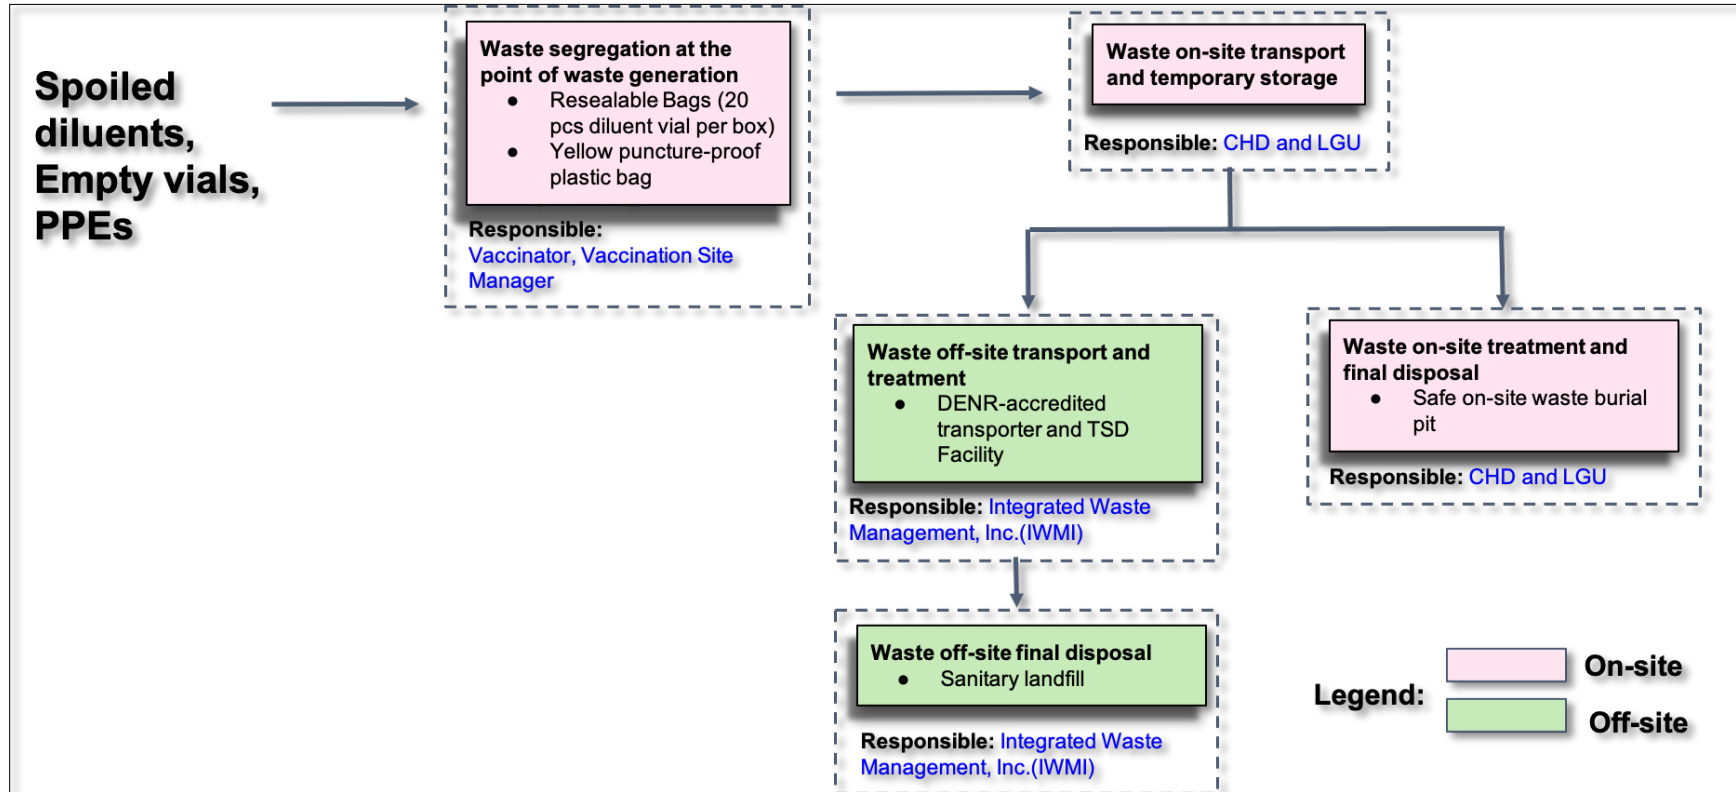 Spoiled
diluents,
Empty vials,
PPEs
Waste segregation at the
point of waste generation
● Resealable Bags (20
pcs diluent vial per box)
● Yellow puncture-proof
plastic bag
Responsible:
Vaccinator, Vaccination Site
Manager
Waste on-site transport
and temporary storage
Responsible: CHD and LGU
Waste off-site transport and
treatment
● DENR-accredited
transporter and TSD
Facility
Responsible: Integrated Waste
Management, Inc.(IWMI)
Waste on-site treatment and
final disposal
● Safe on-site waste burial
pit
Responsible: CHD and LGU
Waste off-site final disposal
● Sanitary landfill
Responsible: Integrated Waste
Management, Inc.(IWMI)
Legend:
On-site
Off-site